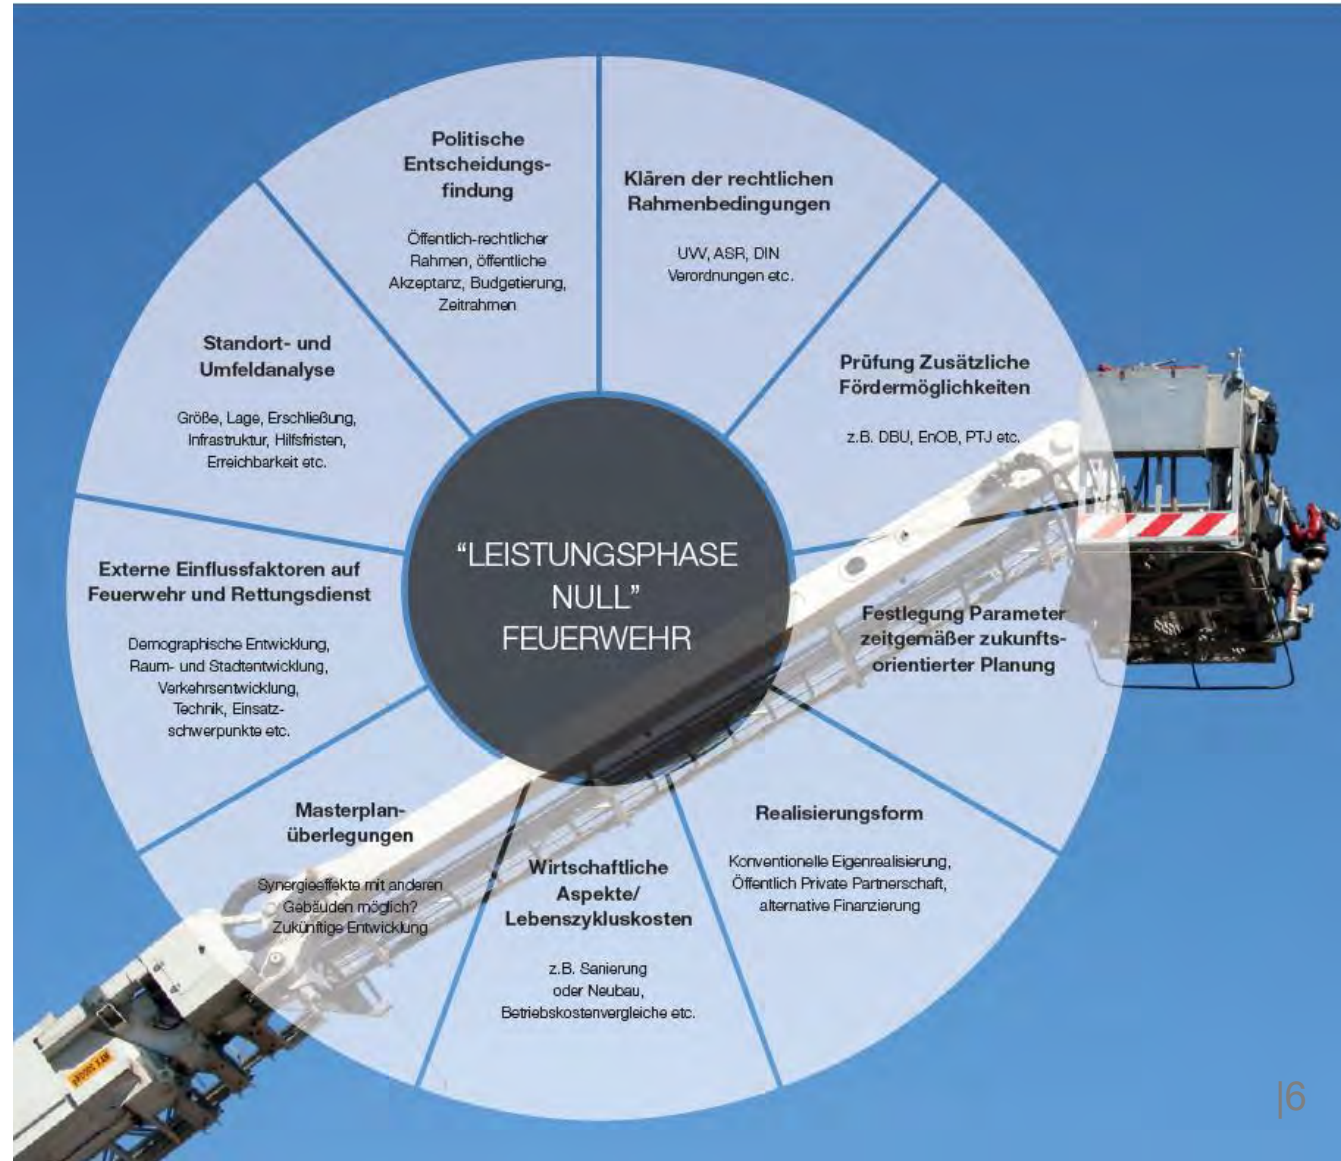 Politische
Entscheidungs-
findung
Öffentlich-rechtlicher
Rahmen, öffentliche
Akzeptanz, Budgetierung,
Zeitrahmen
Klären der rechtlichen
Rahmenbedingungen
UVV, ASR, DIN
Verordnungen etc.
Prüfung Zusätzliche
Fördermöglichkeiten
z.B. DBU, EnOB, PTJ etc.
Festlegung Parameter
zeitgemäßer zukunfts-
orientierter Planung
Realisierungsform
Konventionelle Eigenrealisierung,
Öffentlich Private Partnerschaft,
alternative Finanzierung
Wirtschaftliche
Aspekte/
Lebenszykluskosten
z.B. Sanierung
oder Neubau,
Betriebskostenvergleiche etc.
Masterplan-
überlegungen
Synergieeffekte mit anderen
Gebäuden möglich?
Zukünftige Entwicklung
Externe Einflussfaktoren auf
Feuerwehr und Rettungsdienst
Demographische Entwicklung,
Raum- und Stadtentwicklung,
Verkehrsentwicklung,
Technik, Einsatz-
schwerpunkte etc.
Standort- und
Umfeldanalyse
Größe, Lage, Erschließung,
Infrastruktur, Hilfsfristen,
Erreichbarkeit etc.
“LEISTUNGSPHASE
NULL”
FEUERWEHR
|6